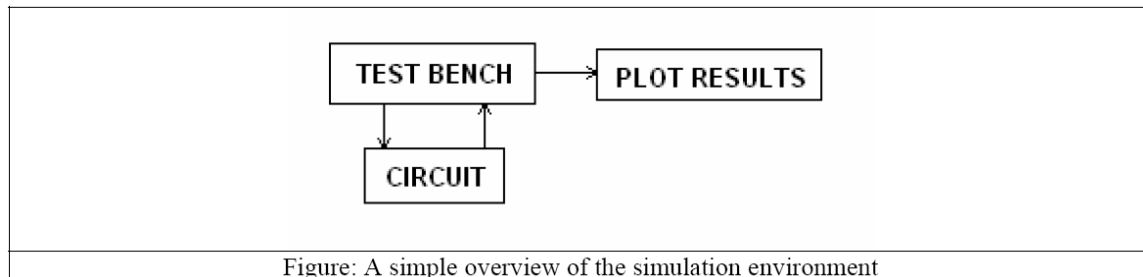 TEST BENCH
PLOT RESULTS
CIRCUIT
Figure: A simple overview of the simulation environment